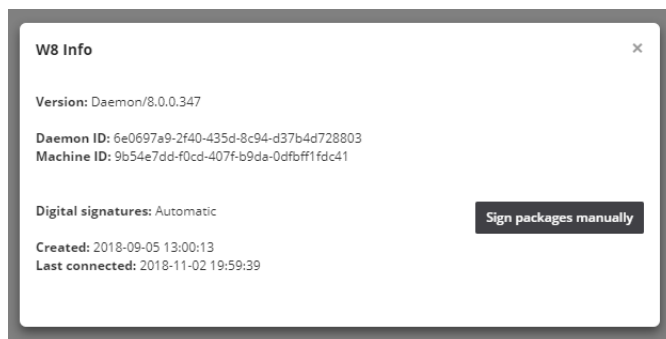 W8 Info
×
Version: Daemon/8.0.0.347
Daemon ID: 6e0697a9-2f40-435d-8c94-d37b4d728803
Machine ID: 9b54e7dd-f0cd-407f-b9da-0dfbff1fdc41
Digital signatures: Automatic
Sign packages manually
Created: 2018-09-05 13:00:13
Last connected: 2018-11-02 19:59:39